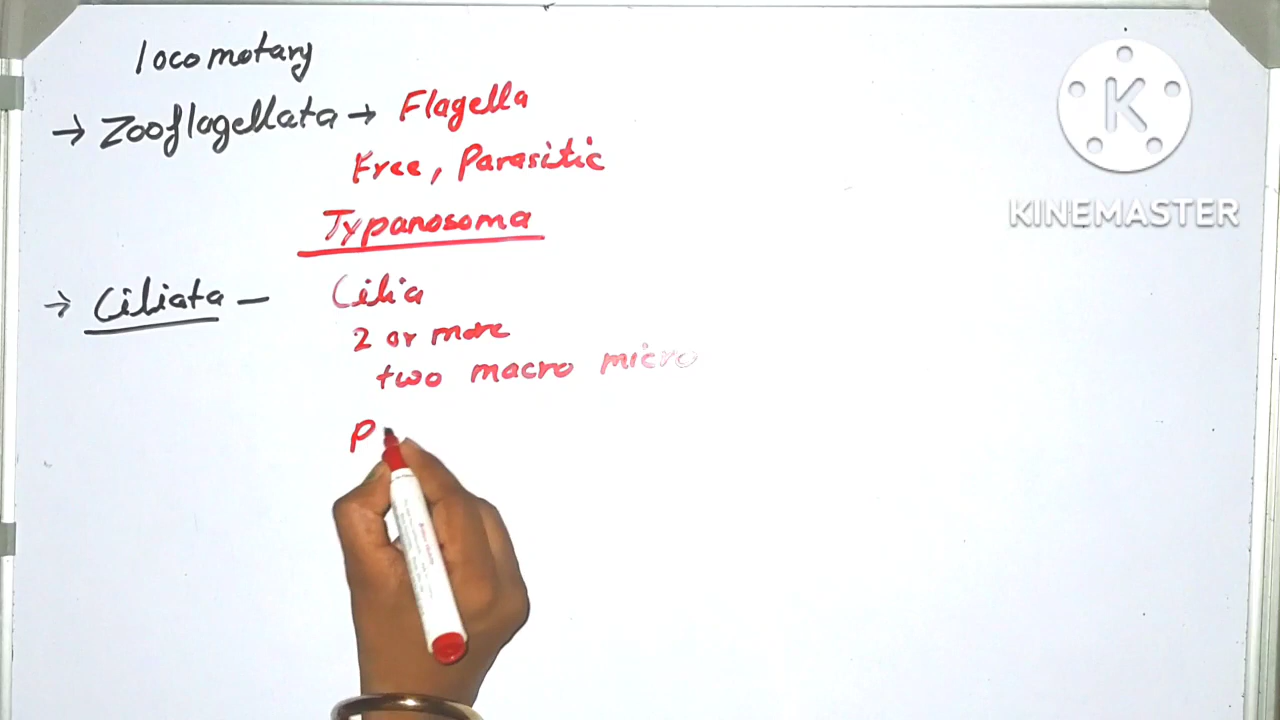 locomotary
→ Zooflagellata → Flagella
Free, Parasitic
Typanosoma
→ Ciliata – Cilia
2 or more
two macro micro
P
K
KINEMASTER